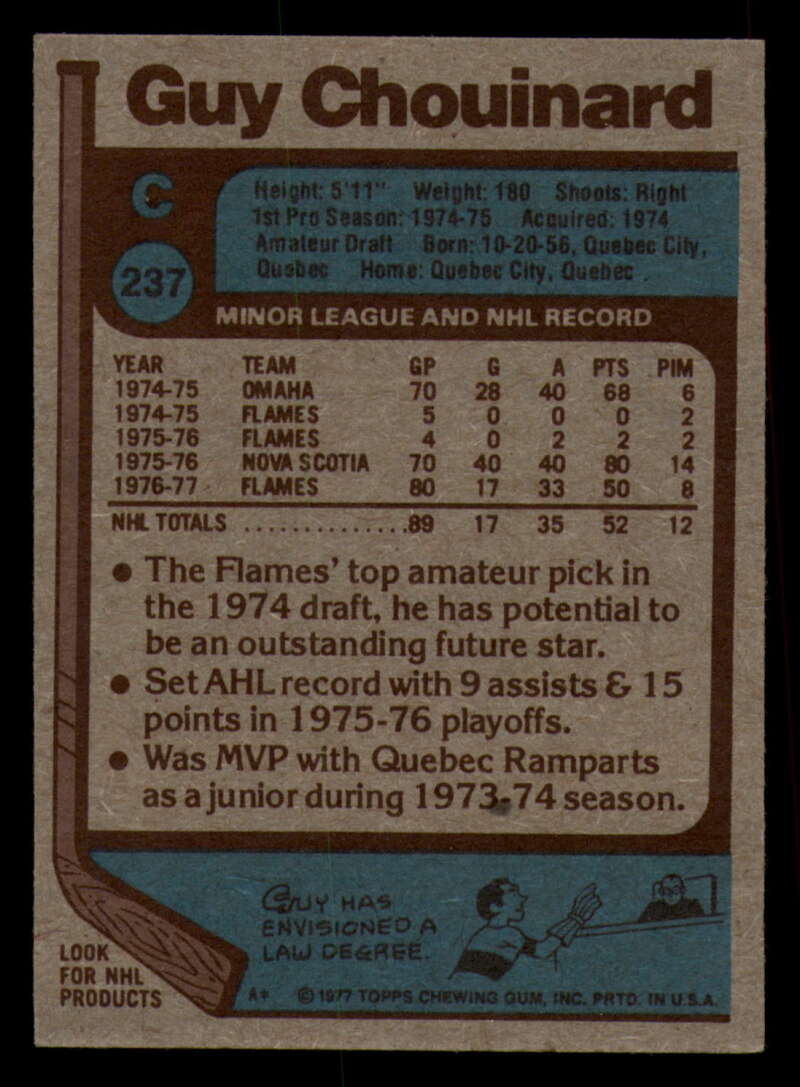 Guy Chouinard
C
237
Height: 5'11" Weight: 180 Shoots: Right
1st Pro Season: 1974-75 Acquired: 1974
Amateur Draft Born: 10-20-56, Quebec City,
Quebec Home: Quebec City, Quebec
MINOR LEAGUE AND NHL RECORD
YEAR TEAM GP G A PTS PIM
1974-75 OMAHA 70 28 40 68 6
1974-75 FLAMES 5 0 0 0 2
1975-76 FLAMES 4 0 2 2 2
1975-76 NOVA SCOTIA 70 40 40 80 14
1976-77 FLAMES 80 17 33 50 8
NHL TOTALS ..............89 17 35 52 12
• The Flames' top amateur pick in
the 1974 draft, he has potential to
be an outstanding future star.
• Set AHL record with 9 assists & 15
points in 1975-76 playoffs.
• Was MVP with Quebec Ramparts
as a junior during 1973-74 season.
GUY HAS
ENVISIONED A
LAW DEGREE.
LOOK
FOR NHL
PRODUCTS
A* © 1977 TOPPS CHEWING GUM, INC. PRTD. IN U.S.A.